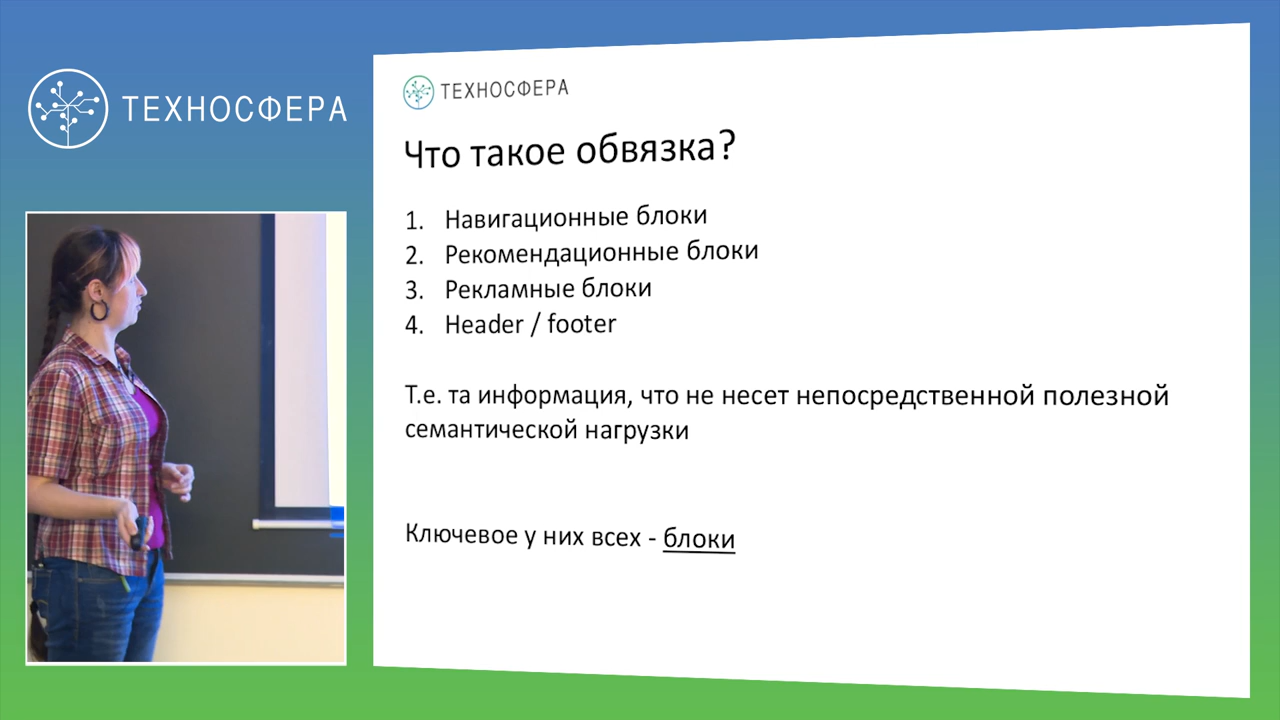 ТЕХНОСФЕРА
ТЕХНОСФЕРА
Что такое обвязка?
1. Навигационные блоки
2. Рекомендационные блоки
3. Рекламные блоки
4. Header / footer
Т.е. та информация, что не несет непосредственной полезной
семантической нагрузки
Ключевое у них всех - блоки